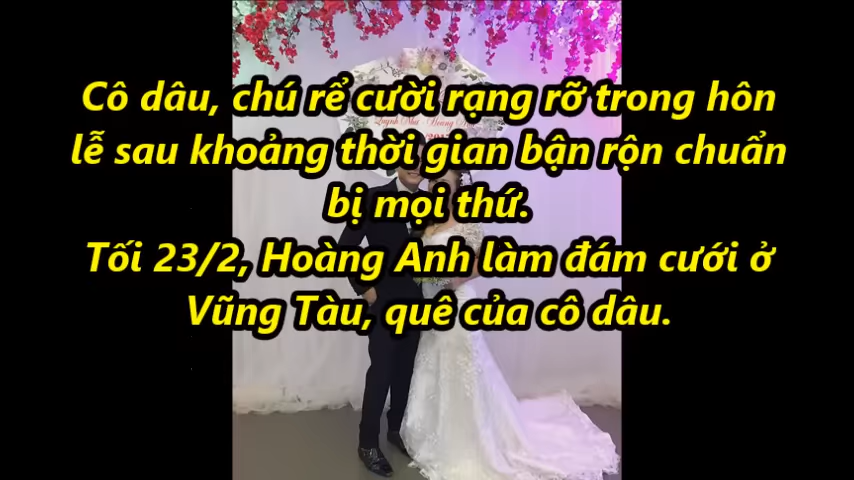 Cô dâu, chú rể cười rạng rỡ trong hôn
lễ sau khoảng thời gian bận rộn chuẩn
bị mọi thứ.
Tối 23/2, Hoàng Anh làm đám cưới ở
Vũng Tàu, quê của cô dâu.